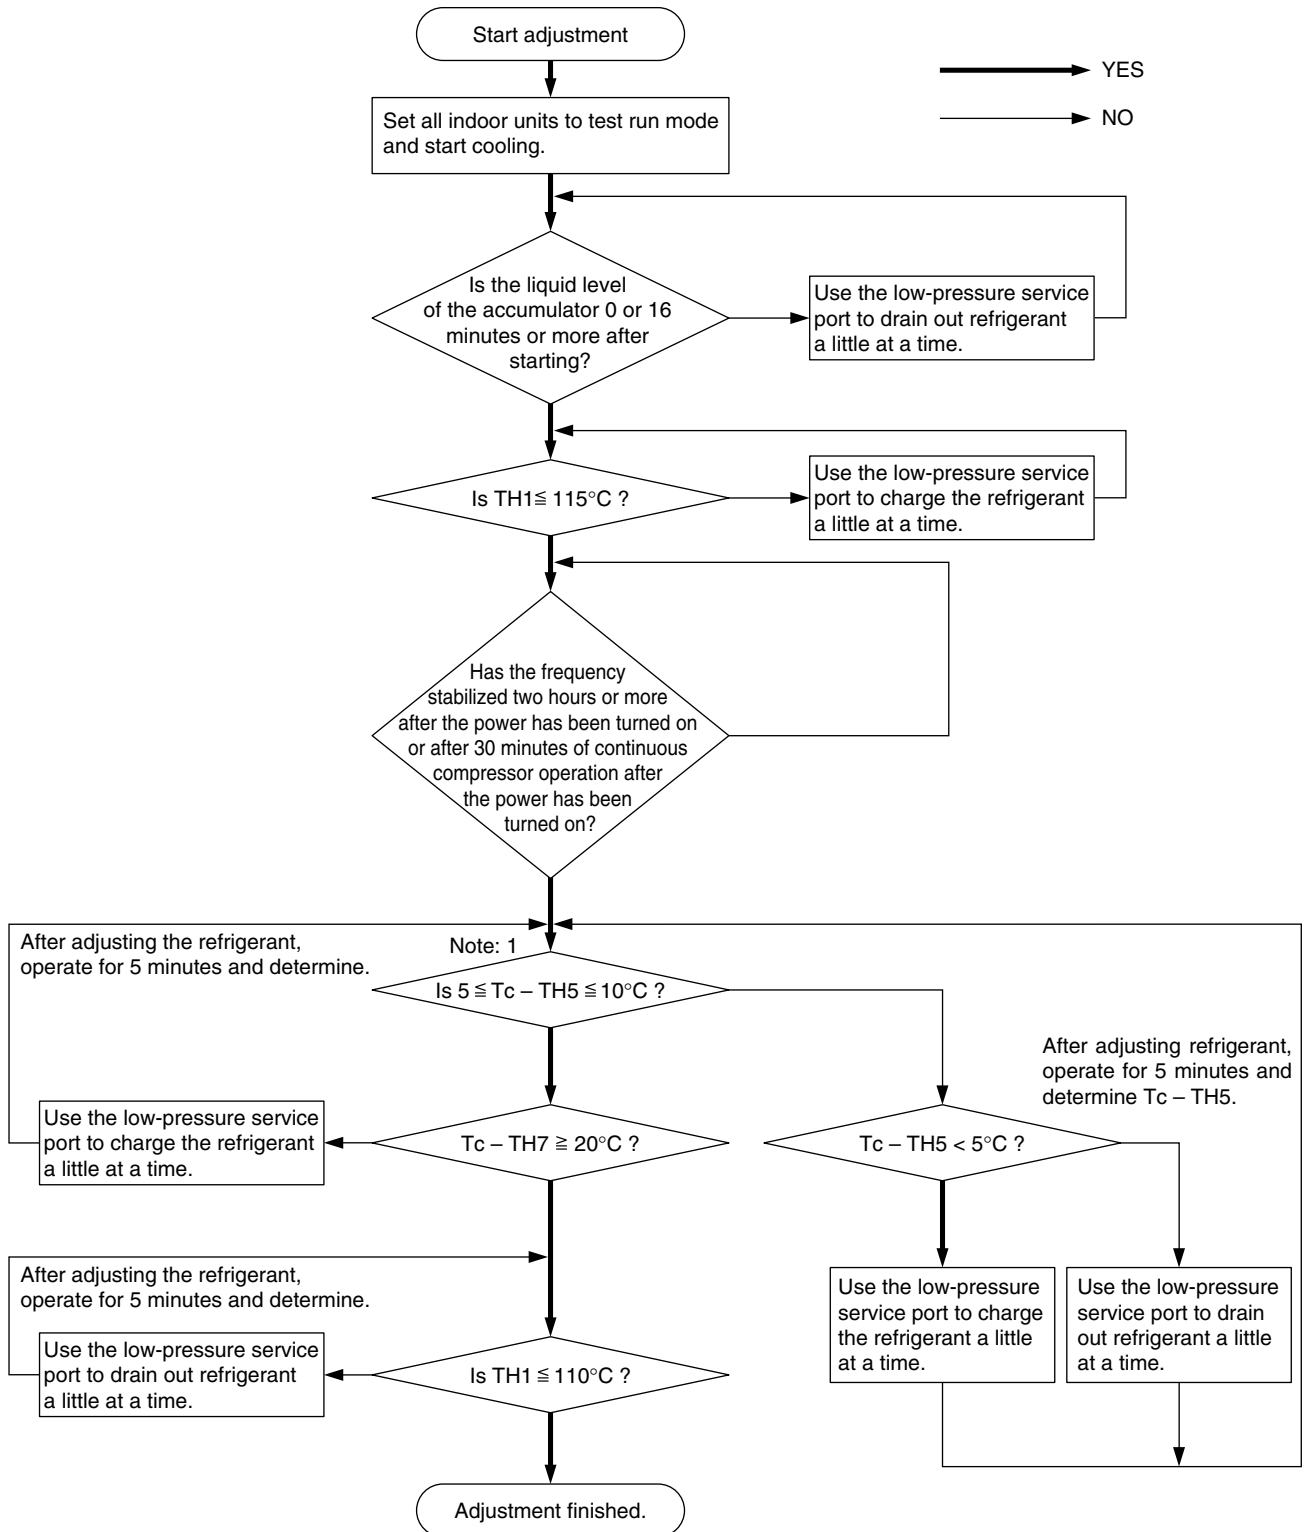 Start adjustment
YES
NO
Set all indoor units to test run mode
and start cooling.
Is the liquid level
of the accumulator 0 or 16
minutes or more after
starting?
Use the low-pressure service
port to drain out refrigerant
a little at a time.
Is TH1≦ 115°C ?
Use the low-pressure service
port to charge the refrigerant
a little at a time.
Has the frequency
stabilized two hours or more
after the power has been turned on
or after 30 minutes of continuous
compressor operation after
the power has been
turned on?
After adjusting the refrigerant,
operate for 5 minutes and determine.
Note: 1
Is 5 ≦ Tc – TH5 ≦ 10°C ?
After adjusting refrigerant,
operate for 5 minutes and
determine Tc – TH5.
Use the low-pressure service
port to charge the refrigerant
a little at a time.
Tc – TH7 ≧ 20°C ?
Tc – TH5 < 5°C ?
After adjusting the refrigerant,
operate for 5 minutes and determine.
Use the low-pressure
service port to charge
the refrigerant a little
at a time.
Use the low-pressure
service port to drain
out refrigerant a little
at a time.
Use the low-pressure service
port to drain out refrigerant
a little at a time.
Is TH1 ≦ 110°C ?
Adjustment finished.